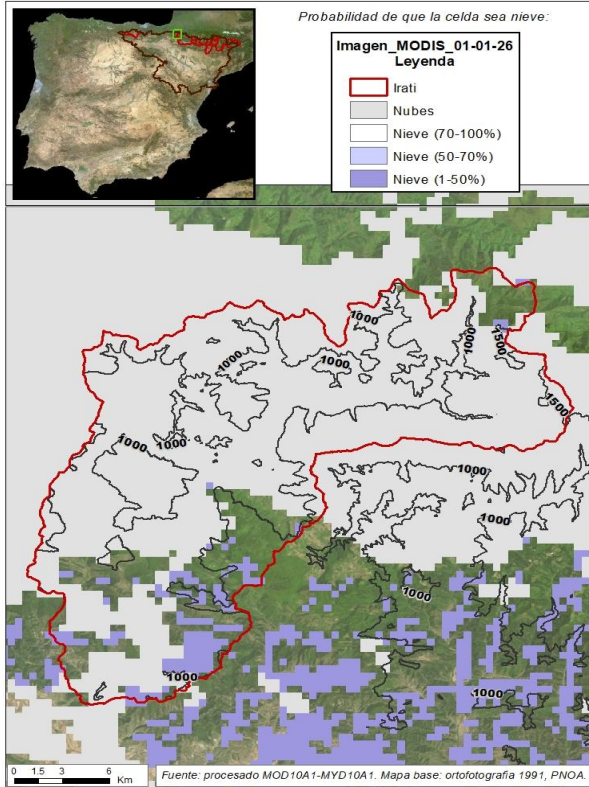 Probabilidad de que la celda sea nieve:
Imagen_MODIS_01-01-26
Leyenda
Irati
Nubes
Nieve (70-100%)
Nieve (50-70%)
Nieve (1-50%)
1000
1000
1000
1500
1500
1000
1000
1000
1000
1000
1000
1000
0 1.5 3 6
Km
Fuente: procesado MOD10A1-MYD10A1. Mapa base: ortofotografía 1991, PNOA.